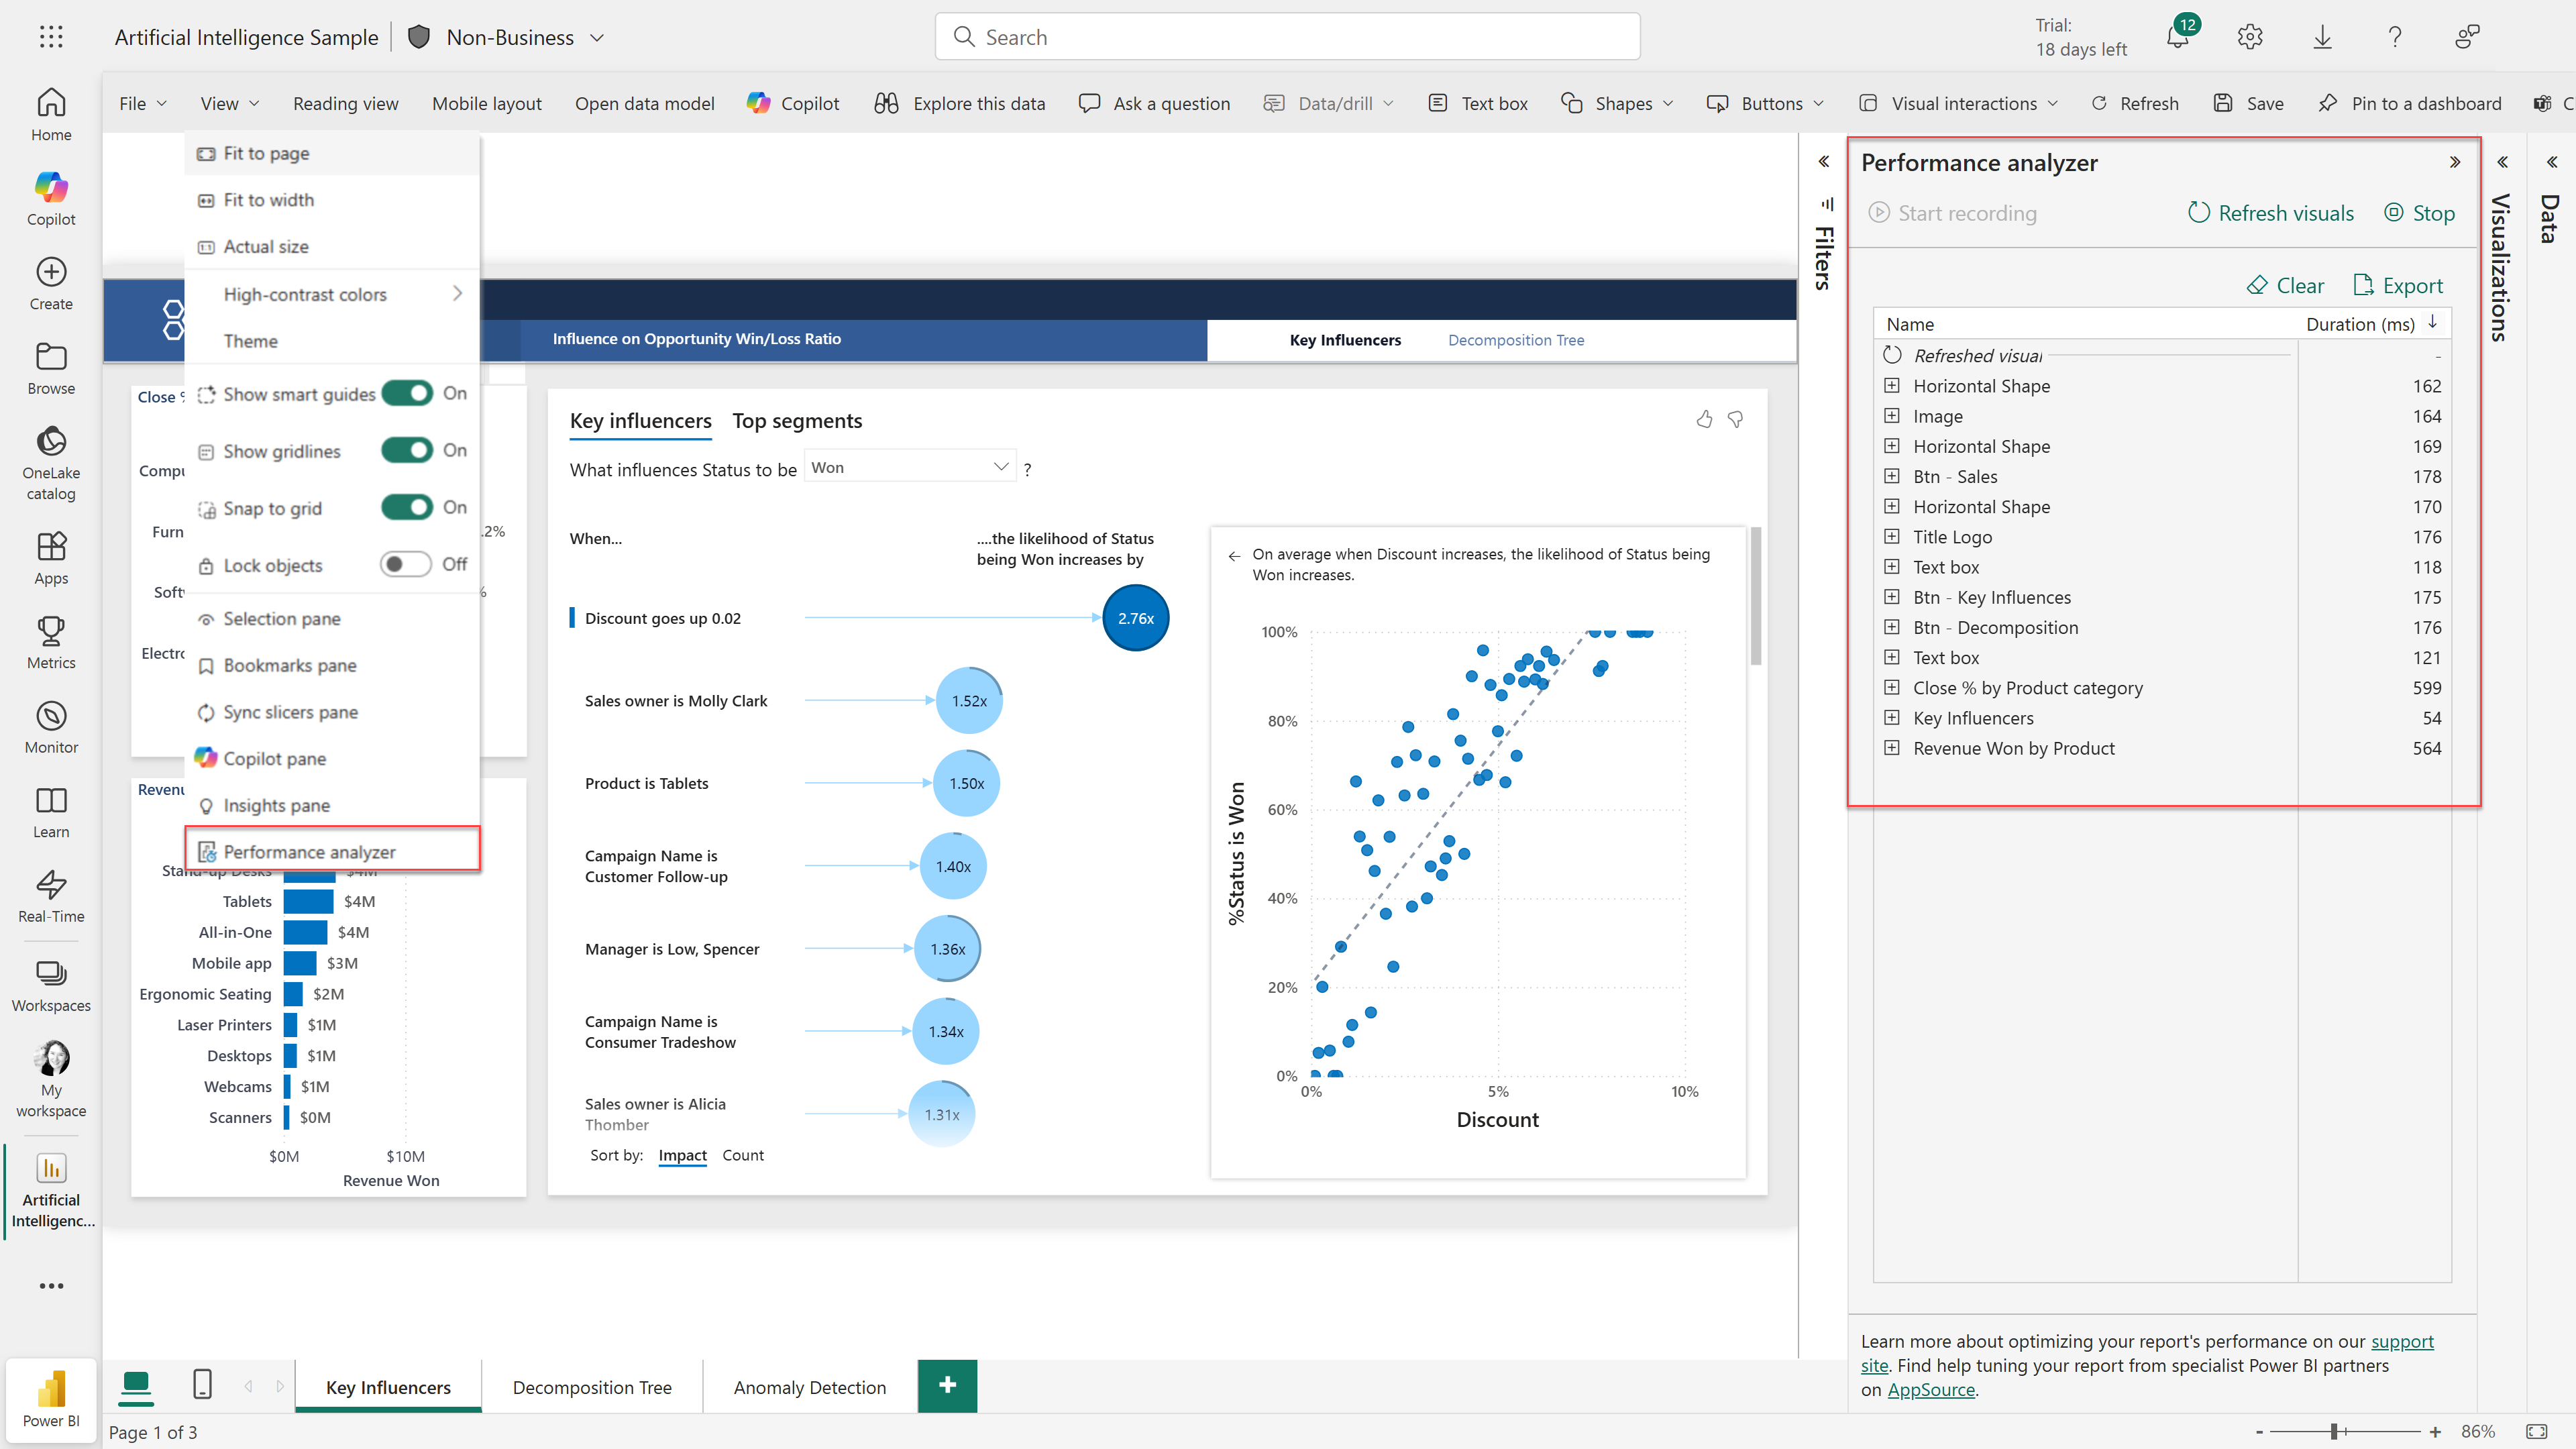 Artificial Intelligence Sample
Non-Business
Search
Trial:
18 days left
12
File
View
Reading view
Mobile layout
Open data model
Copilot
Explore this data
Ask a question
Data/drill
Text box
Shapes
Buttons
Visual interactions
Refresh
Save
Pin to a dashboard
C
Home
Copilot
Create
Browse
OneLake
catalog
Apps
Metrics
Monitor
Learn
Real-Time
Workspaces
My
workspace
Artificial
Intelligenc...
Power BI
Fit to page
Fit to width
Actual size
High-contrast colors
Theme
Show smart guides On
Show gridlines On
Snap to grid On
Lock objects Off
Selection pane
Bookmarks pane
Sync slicers pane
Copilot pane
Insights pane
Performance analyzer
Influence on Opportunity Win/Loss Ratio
Key Influencers
Decomposition Tree
Close %
Compu
Furn
.2%
Softw
%
Electro
Revenu
Stand-up Desks $4M
Tablets $4M
All-in-One $4M
Mobile app $3M
Ergonomic Seating $2M
Laser Printers $1M
Desktops $1M
Webcams $1M
Scanners $0M
$0M $10M
Revenue Won
Key influencers
Top segments
What influences Status to be Won ?
When...
....the likelihood of Status
being Won increases by
Discount goes up 0.02
2.76x
Sales owner is Molly Clark
1.52x
Product is Tablets
1.50x
Campaign Name is
Customer Follow-up
1.40x
Manager is Low, Spencer
1.36x
Campaign Name is
Consumer Tradeshow
1.34x
Sales owner is Alicia
Thomber
1.31x
Sort by: Impact Count
On average when Discount increases, the likelihood of Status being
Won increases.
%Status is Won
100%
80%
60%
40%
20%
0%
0% 5% 10%
Discount
Filters
Performance analyzer
Start recording
Refresh visuals
Stop
Clear
Export
Name Duration (ms)
Refreshed visual -
Horizontal Shape 162
Image 164
Horizontal Shape 169
Btn - Sales 178
Horizontal Shape 170
Title Logo 176
Text box 118
Btn - Key Influences 175
Btn - Decomposition 176
Text box 121
Close % by Product category 599
Key Influencers 54
Revenue Won by Product 564
Learn more about optimizing your report's performance on our support
site. Find help tuning your report from specialist Power BI partners
on AppSource.
Visualizations
Data
Key Influencers
Decomposition Tree
Anomaly Detection
+
Page 1 of 3
- + 86%